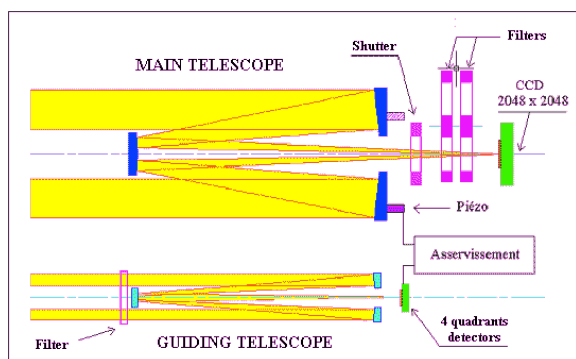 Shutter
Filters
MAIN TELESCOPE
CCD
2048 x 2048
Piézo
Asservissement
Filter
GUIDING TELESCOPE
4 quadrants
detectors